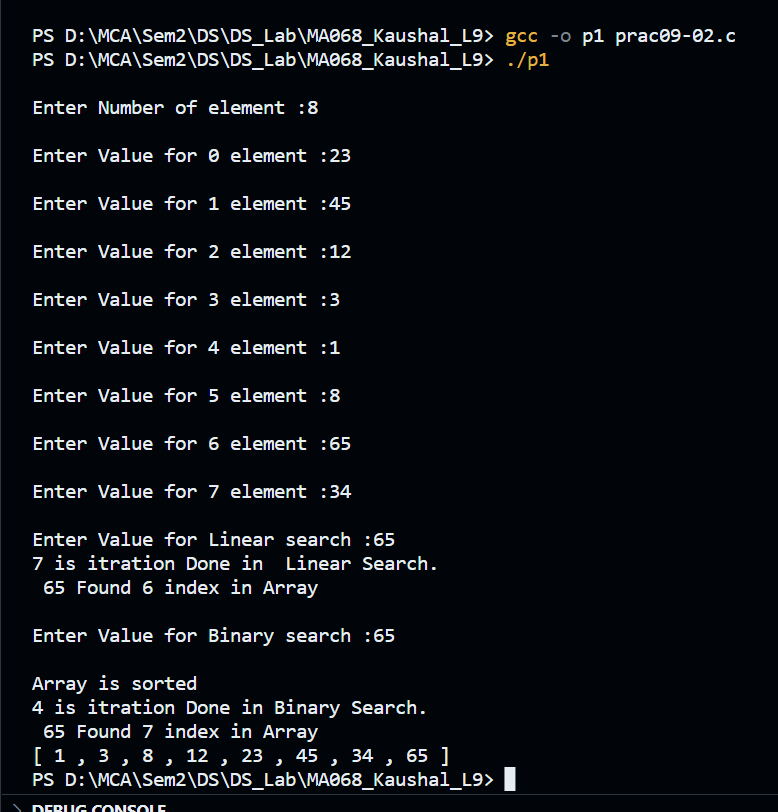 PS D:\MCA\Sem2\DS\DS_Lab\MA068_Kaushal_L9> gcc -o p1 prac09-02.c
PS D:\MCA\Sem2\DS\DS_Lab\MA068_Kaushal_L9> ./p1
Enter Number of element :8
Enter Value for 0 element :23
Enter Value for 1 element :45
Enter Value for 2 element :12
Enter Value for 3 element :3
Enter Value for 4 element :1
Enter Value for 5 element :8
Enter Value for 6 element :65
Enter Value for 7 element :34
Enter Value for Linear search :65
7 is itration Done in  Linear Search.
 65 Found 6 index in Array
Enter Value for Binary search :65
Array is sorted
4 is itration Done in Binary Search.
 65 Found 7 index in Array
[ 1 , 3 , 8 , 12 , 23 , 45 , 34 , 65 ]
PS D:\MCA\Sem2\DS\DS_Lab\MA068_Kaushal_L9>
DEBUG CONSOLE